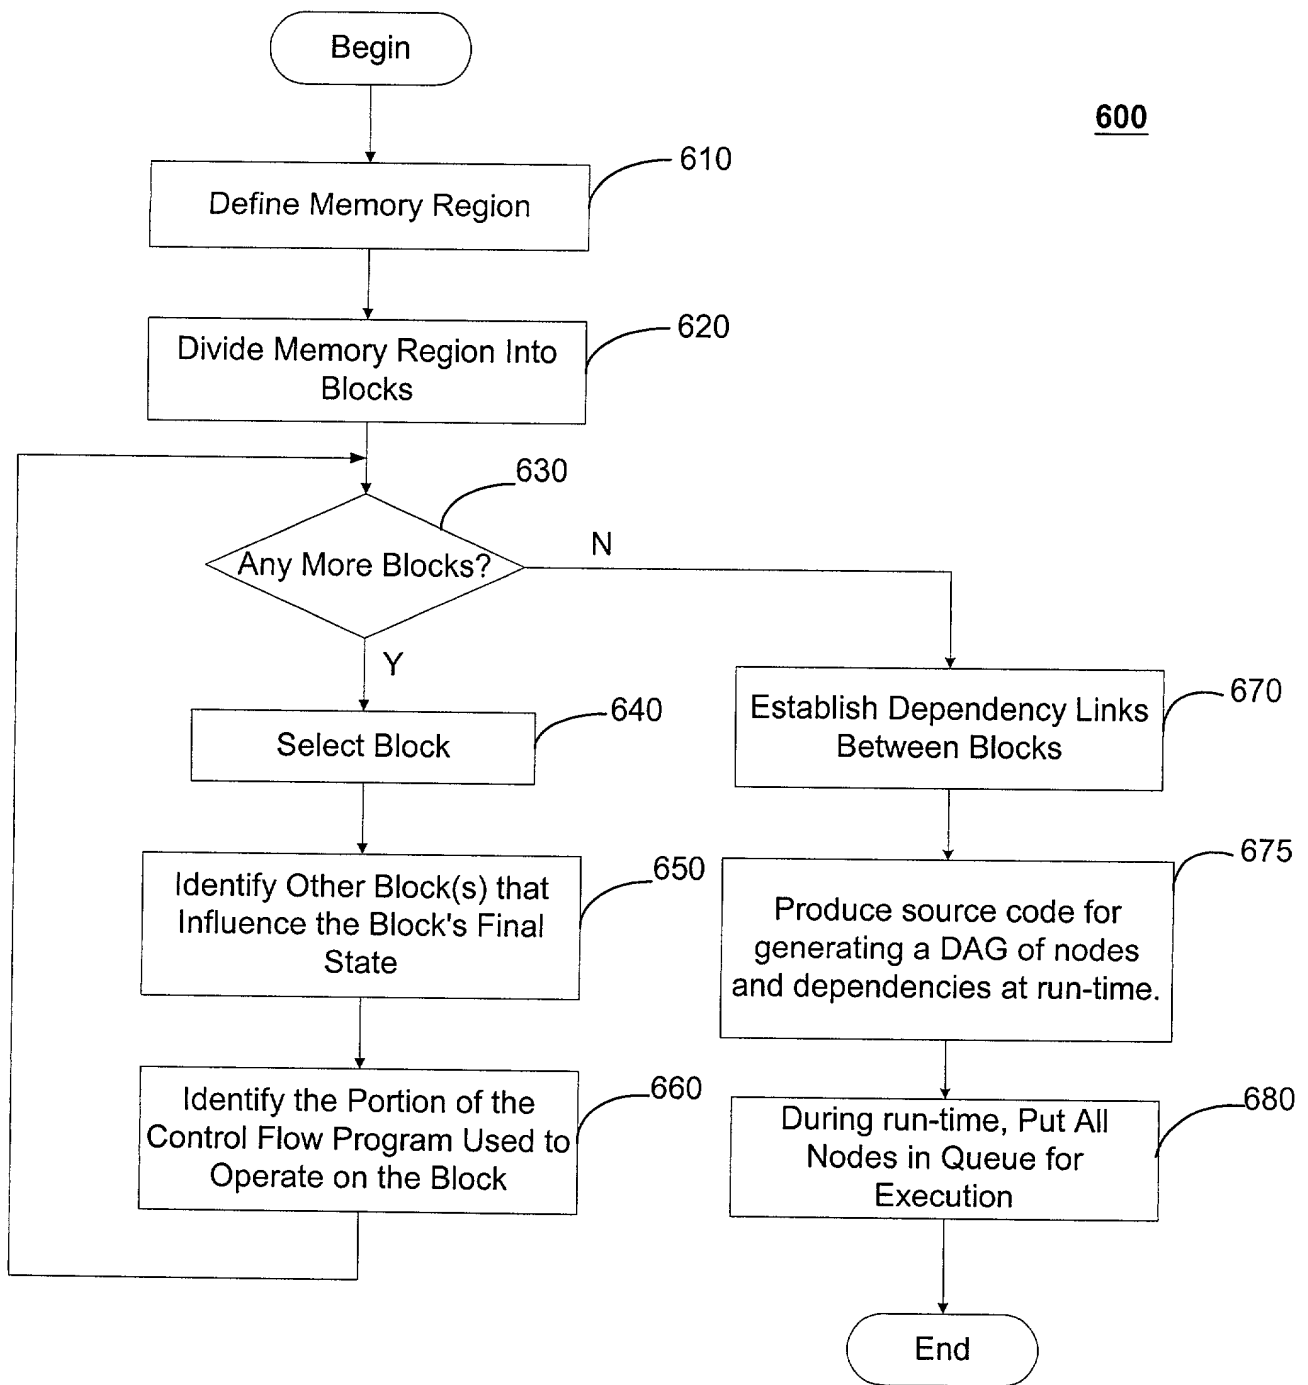 Begin
600
610
Define Memory Region
620
Divide Memory Region Into
Blocks
630
Any More Blocks?
N
Y
640
Select Block
650
Identify Other Block(s) that
Influence the Block's Final
State
660
Identify the Portion of the
Control Flow Program Used to
Operate on the Block
670
Establish Dependency Links
Between Blocks
675
Produce source code for
generating a DAG of nodes
and dependencies at run-time.
680
During run-time, Put All
Nodes in Queue for
Execution
End